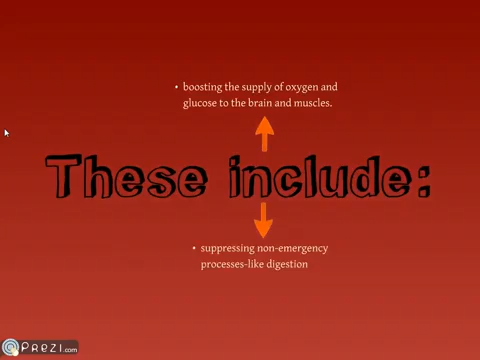 • boosting the supply of oxygen and
glucose to the brain and muscles.
These include:
• suppressing non-emergency
processes-like digestion
Prezi.com